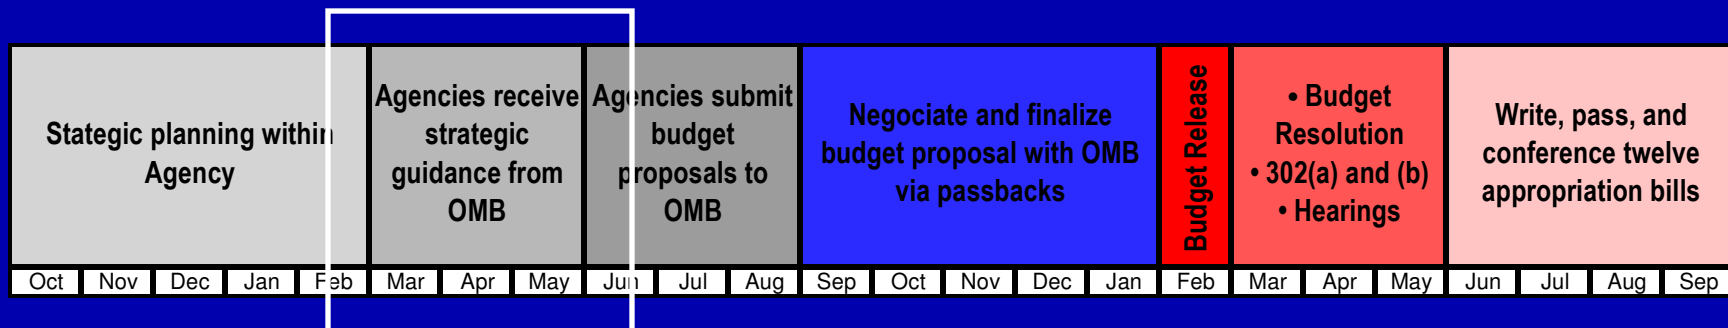 Stategic planning within
Agency
Agencies receive
strategic
guidance from
OMB
Agencies submit
budget
proposals to
OMB
Negociate and finalize
budget proposal with OMB
via passbacks
Budget Release
• Budget
Resolution
• 302(a) and (b)
• Hearings
Write, pass, and
conference twelve
appropriation bills
Oct Nov Dec Jan Feb Mar Apr May Jun Jul Aug Sep Oct Nov Dec Jan Feb Mar Apr May Jun Jul Aug Sep